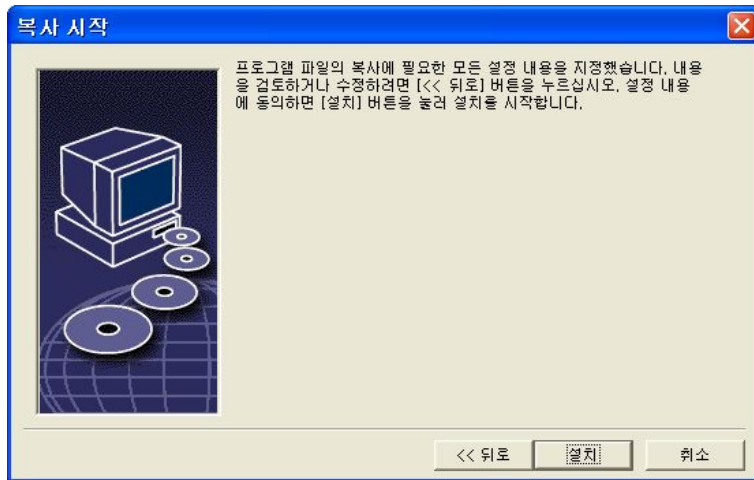 복사 시작
프로그램 파일의 복사에 필요한 모든 설정 내용을 지정했습니다. 내용
을 검토하거나 수정하려면 [<< 뒤로] 버튼을 누르십시오. 설정 내용
에 동의하면 [설치] 버튼을 눌러 설치를 시작합니다.
<< 뒤로
설치
취소